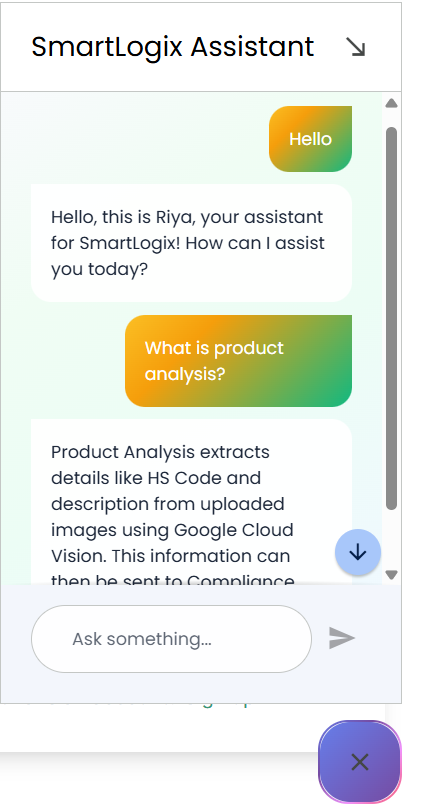 SmartLogix Assistant
Hello
Hello, this is Riya, your assistant
for SmartLogix! How can I assist
you today?
What is product
analysis?
Product Analysis extracts
details like HS Code and
description from uploaded
images using Google Cloud
Vision. This information can
then be sent to Compliance
Ask something...